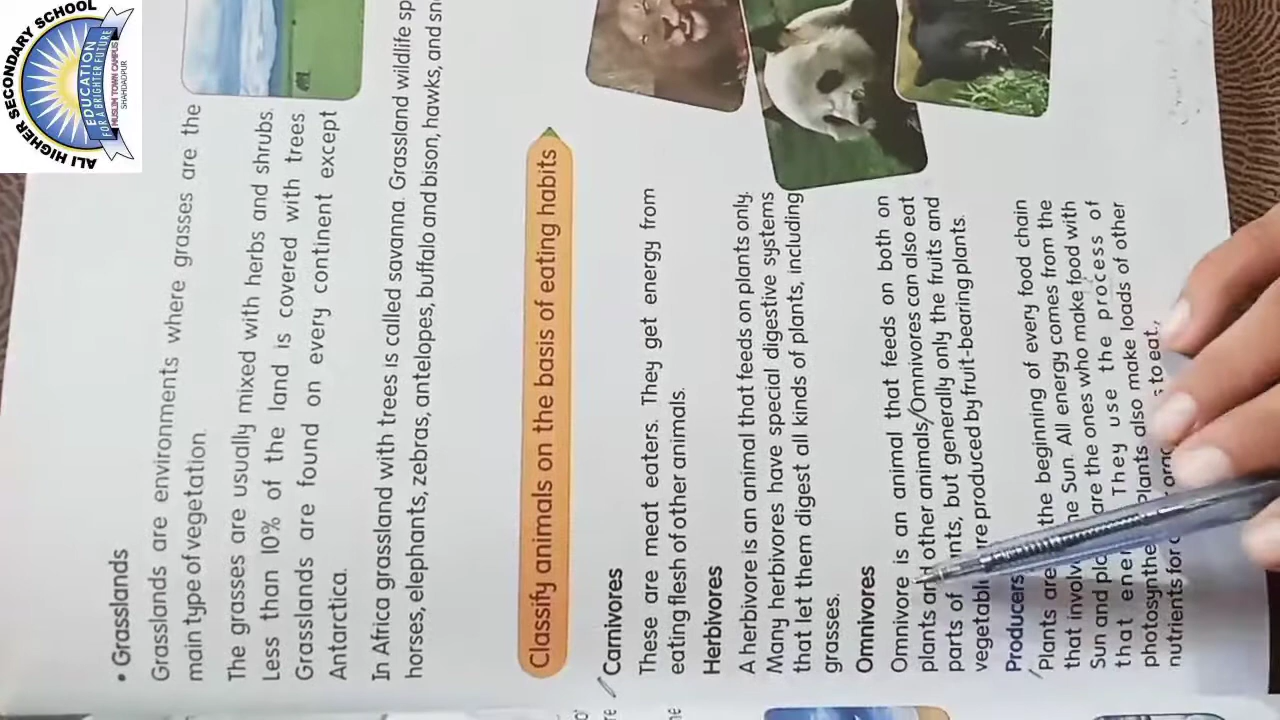 ALI HIGHER SECONDARY SCHOOL
EDUCATION
FOR A BRIGHTER FUTURE
MUSLIM TOWN CAMPUS
SHAHDADPUR
• Grasslands
Grasslands are environments where grasses are the
main type of vegetation.
The grasses are usually mixed with herbs and shrubs.
Less than 10% of the land is covered with trees.
Grasslands are found on every continent except
Antarctica.
In Africa grassland with trees is called savanna. Grassland wildlife sp
horses, elephants, zebras, antelopes, buffalo and bison, hawks, and sn
Classify animals on the basis of eating habits
Carnivores
These are meat eaters. They get energy from
eating flesh of other animals.
Herbivores
A herbivore is an animal that feeds on plants only.
Many herbivores have special digestive systems
that let them digest all kinds of plants, including
grasses.
Omnivores
Omnivore is an animal that feeds on both on
plants and other animals/Omnivores can also eat
parts of nts, but generally only the fruits and
vegetabl re produced by fruit-bearing plants.
Producers
Plants are the beginning of every food chain
that involv he Sun. All energy comes from the
Sun and pl are the ones who make food with
that ener They use the process of
photosynthe Plants also make loads of other
nutrients for o orga s to eat.